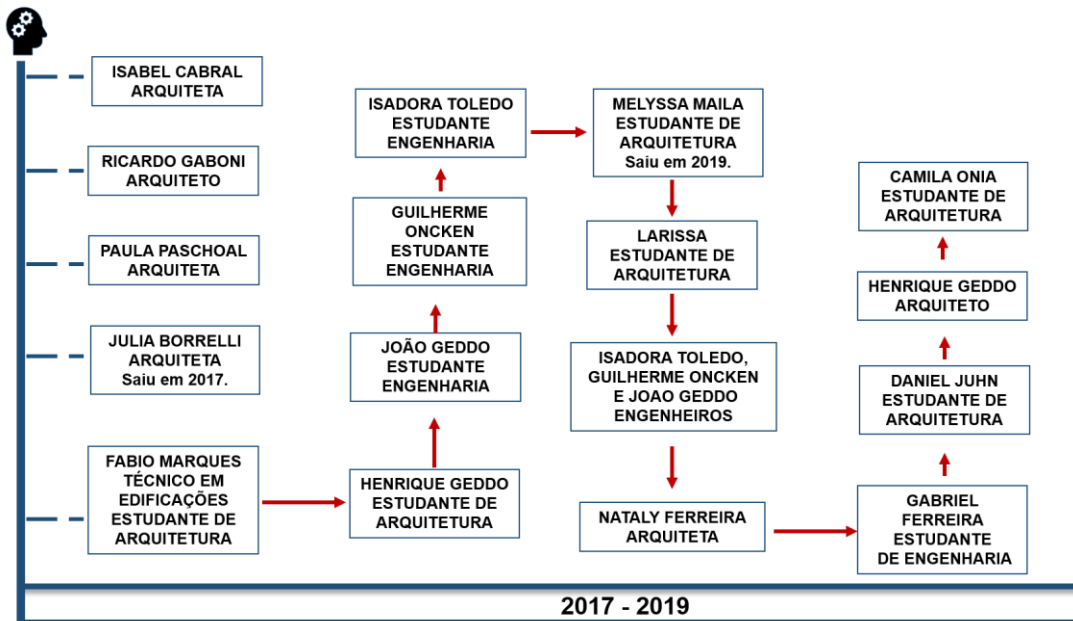 ISABEL CABRAL
ARQUITETA
RICARDO GABONI
ARQUITETO
PAULA PASCHOAL
ARQUITETA
JULIA BORRELLI
ARQUITETA
Saiu em 2017.
FABIO MARQUES
TÉCNICO EM
EDIFICAÇÕES
ESTUDANTE DE
ARQUITETURA
HENRIQUE GEDDO
ESTUDANTE DE
ARQUITETURA
JOÃO GEDDO
ESTUDANTE
ENGENHARIA
GUILHERME
ONCKEN
ESTUDANTE
ENGENHARIA
ISADORA TOLEDO
ESTUDANTE
ENGENHARIA
MELYSSA MAILA
ESTUDANTE DE
ARQUITETURA
Saiu em 2019.
LARISSA
ESTUDANTE DE
ARQUITETURA
ISADORA TOLEDO,
GUILHERME ONCKEN
E JOAO GEDDO
ENGENHEIROS
NATALY FERREIRA
ARQUITETA
GABRIEL
FERREIRA
ESTUDANTE
DE ENGENHARIA
DANIEL JUHN
ESTUDANTE DE
ARQUITETURA
HENRIQUE GEDDO
ARQUITETO
CAMILA ONIA
ESTUDANTE DE
ARQUITETURA
2017 - 2019